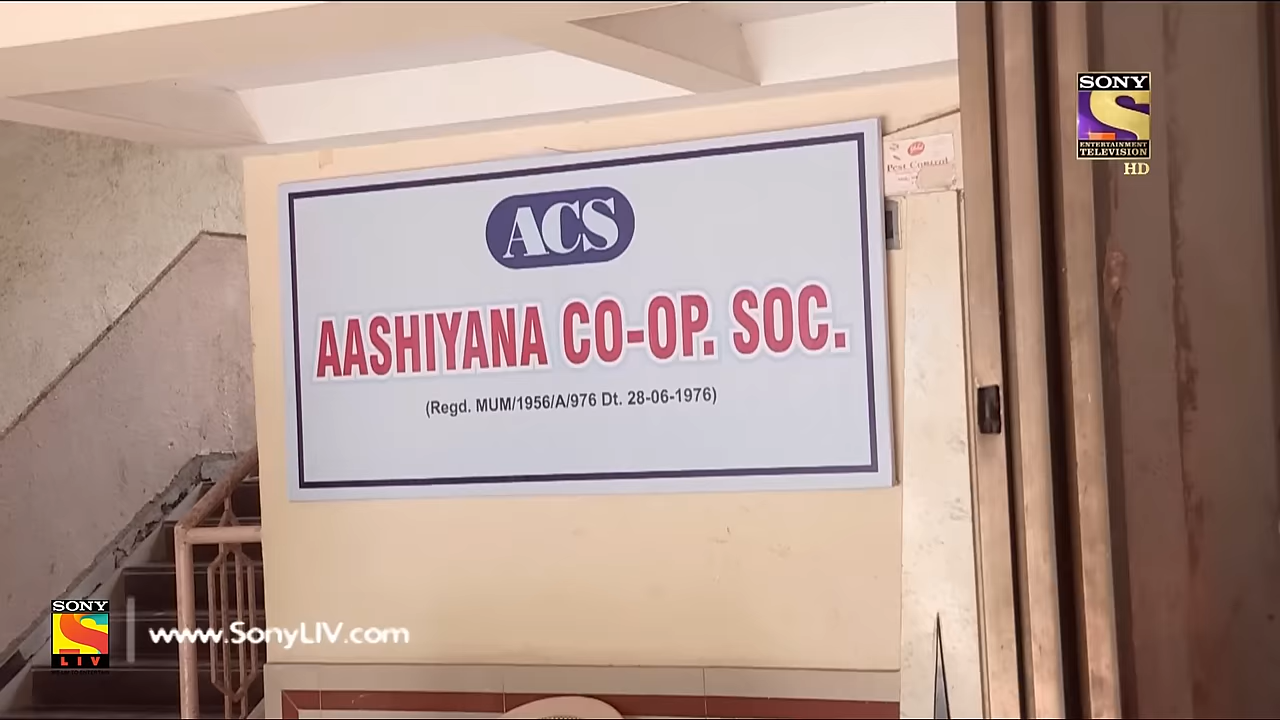 SONY
ENTERTAINMENT
TELEVISION
HD
Pest Control
ACS
AASHIYANA CO-OP. SOC.
(Regd. MUM/1956/A/976 Dt. 28-06-1976)
SONY
LIV
www.SonyLIV.com